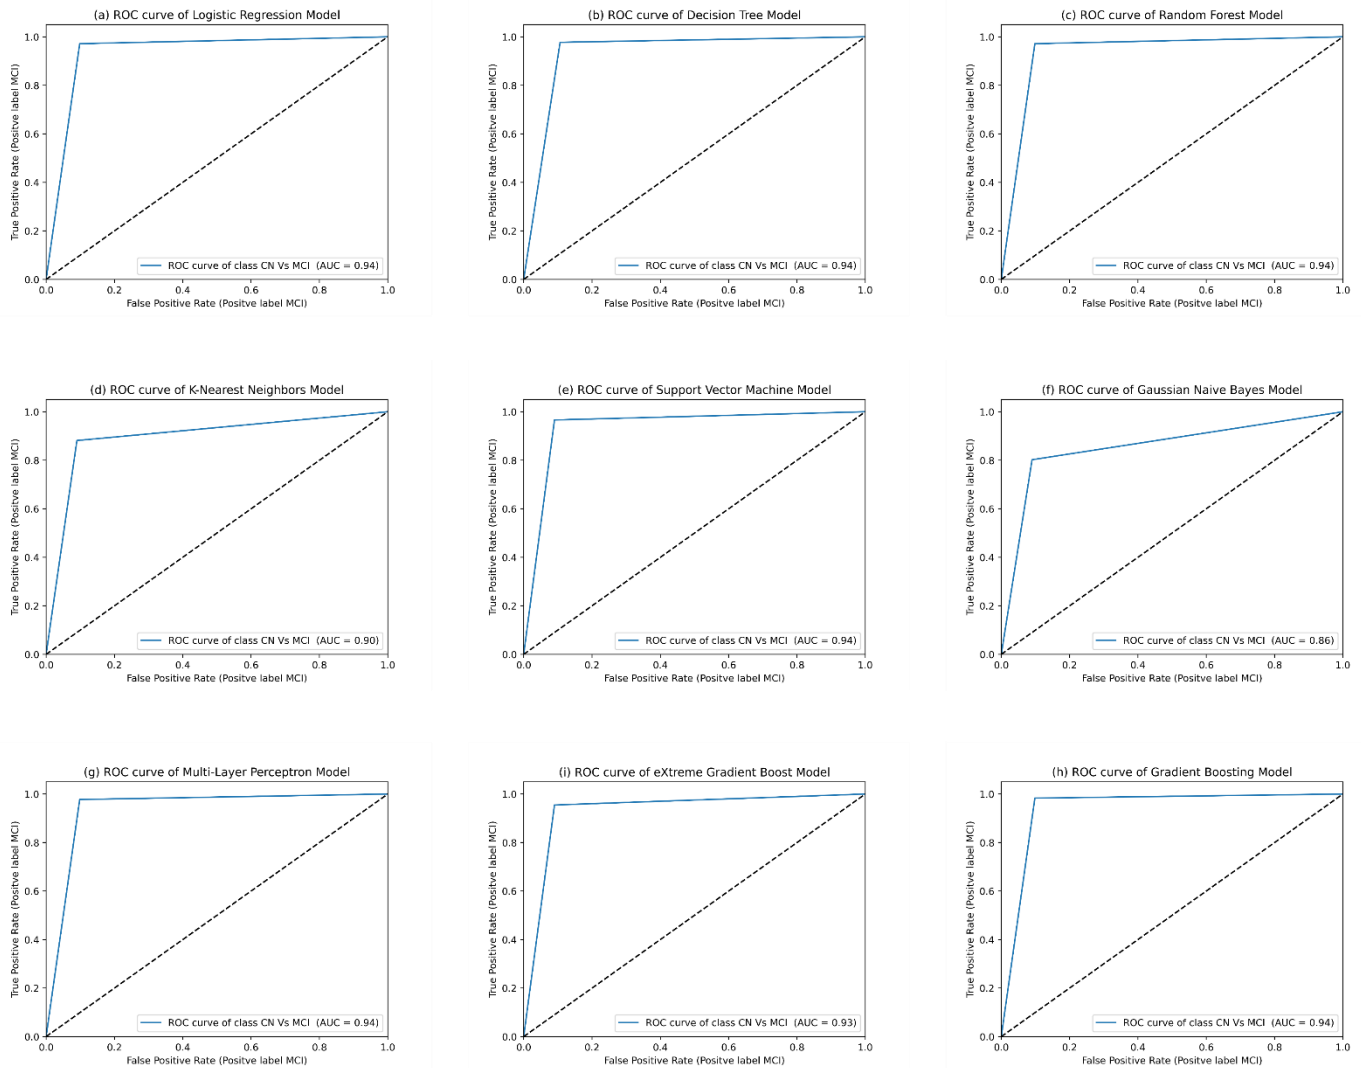 (a) ROC curve of Logistic Regression Model
True Positive Rate (Positve label MCI)
1.0
0.8
0.6
0.4
0.2
0.0
ROC curve of class CN Vs MCI (AUC = 0.94)
0.0 0.2 0.4 0.6 0.8 1.0
False Positive Rate (Positve label MCI)
(b) ROC curve of Decision Tree Model
True Positive Rate (Positve label MCI)
1.0
0.8
0.6
0.4
0.2
0.0
ROC curve of class CN Vs MCI (AUC = 0.94)
0.0 0.2 0.4 0.6 0.8 1.0
False Positive Rate (Positve label MCI)
(c) ROC curve of Random Forest Model
True Positive Rate (Positve label MCI)
1.0
0.8
0.6
0.4
0.2
0.0
ROC curve of class CN Vs MCI (AUC = 0.94)
0.0 0.2 0.4 0.6 0.8 1.0
False Positive Rate (Positve label MCI)
(d) ROC curve of K-Nearest Neighbors Model
True Positive Rate (Positve label MCI)
1.0
0.8
0.6
0.4
0.2
0.0
ROC curve of class CN Vs MCI (AUC = 0.90)
0.0 0.2 0.4 0.6 0.8 1.0
False Positive Rate (Positve label MCI)
(e) ROC curve of Support Vector Machine Model
True Positive Rate (Positve label MCI)
1.0
0.8
0.6
0.4
0.2
0.0
ROC curve of class CN Vs MCI (AUC = 0.94)
0.0 0.2 0.4 0.6 0.8 1.0
False Positive Rate (Positve label MCI)
(f) ROC curve of Gaussian Naive Bayes Model
True Positive Rate (Positve label MCI)
1.0
0.8
0.6
0.4
0.2
0.0
ROC curve of class CN Vs MCI (AUC = 0.86)
0.0 0.2 0.4 0.6 0.8 1.0
False Positive Rate (Positve label MCI)
(g) ROC curve of Multi-Layer Perceptron Model
True Positive Rate (Positve label MCI)
1.0
0.8
0.6
0.4
0.2
0.0
ROC curve of class CN Vs MCI (AUC = 0.94)
0.0 0.2 0.4 0.6 0.8 1.0
False Positive Rate (Positve label MCI)
(i) ROC curve of eXtreme Gradient Boost Model
True Positive Rate (Positve label MCI)
1.0
0.8
0.6
0.4
0.2
0.0
ROC curve of class CN Vs MCI (AUC = 0.93)
0.0 0.2 0.4 0.6 0.8 1.0
False Positive Rate (Positve label MCI)
(h) ROC curve of Gradient Boosting Model
True Positive Rate (Positve label MCI)
1.0
0.8
0.6
0.4
0.2
0.0
ROC curve of class CN Vs MCI (AUC = 0.94)
0.0 0.2 0.4 0.6 0.8 1.0
False Positive Rate (Positve label MCI)